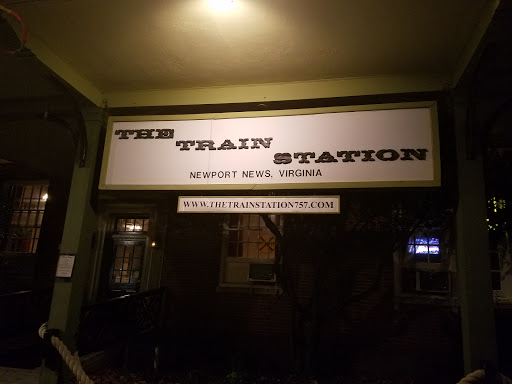 THE
TRAIN
STATION
NEWPORT NEWS, VIRGINIA
WWW.THETRAINSTATION757.COM